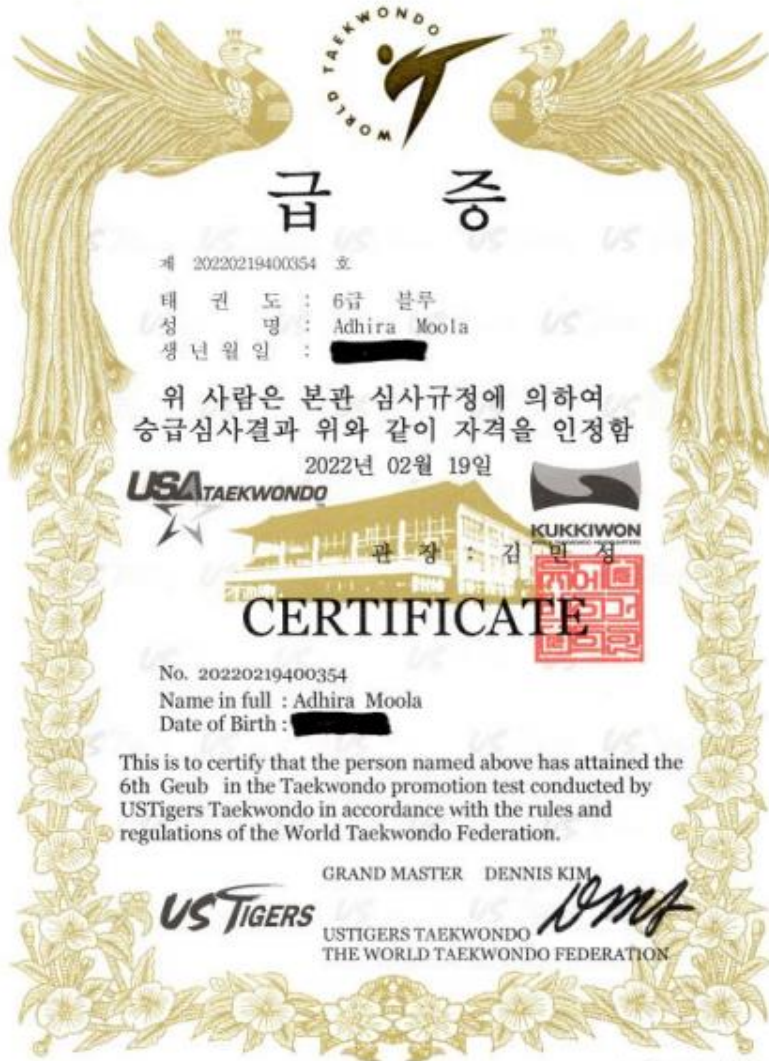 WORLD TAEKWONDO
급 증
제 20220219400354 호
태 권 도 : 6급 블루
성 명 : Adhira Moola
생년월일 :
위 사람은 본관 심사규정에 의하여
승급심사결과 위와 같이 자격을 인정함
2022년 02월 19일
USA TAEKWONDO
KUKKIWON
관 장 : 김 민 성
CERTIFICATE
No. 20220219400354
Name in full : Adhira Moola
Date of Birth :
This is to certify that the person named above has attained the
6th Geub in the Taekwondo promotion test conducted by
USTigers Taekwondo in accordance with the rules and
regulations of the World Taekwondo Federation.
GRAND MASTER DENNIS KIM
US TIGERS
USTIGERS TAEKWONDO
THE WORLD TAEKWONDO FEDERATION